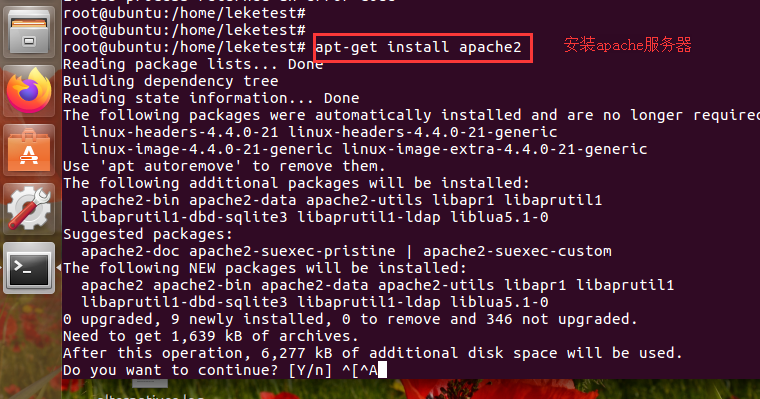 root@ubuntu:/home/leketest#
root@ubuntu:/home/leketest#
root@ubuntu:/home/leketest# apt-get install apache2 安装apache服务器
Reading package lists... Done
Building dependency tree
Reading state information... Done
The following packages were automatically installed and are no longer required
linux-headers-4.4.0-21 linux-headers-4.4.0-21-generic
linux-image-4.4.0-21-generic linux-image-extra-4.4.0-21-generic
Use 'apt autoremove' to remove them.
The following additional packages will be installed:
apache2-bin apache2-data apache2-utils libapr1 libaprutil1
libaprutil1-dbd-sqlite3 libaprutil1-ldap liblua5.1-0
Suggested packages:
apache2-doc apache2-suexec-pristine | apache2-suexec-custom
The following NEW packages will be installed:
apache2 apache2-bin apache2-data apache2-utils libapr1 libaprutil1
libaprutil1-dbd-sqlite3 libaprutil1-ldap liblua5.1-0
0 upgraded, 9 newly installed, 0 to remove and 346 not upgraded.
Need to get 1,639 kB of archives.
After this operation, 6,277 kB of additional disk space will be used.
Do you want to continue? [Y/n] ^[^A